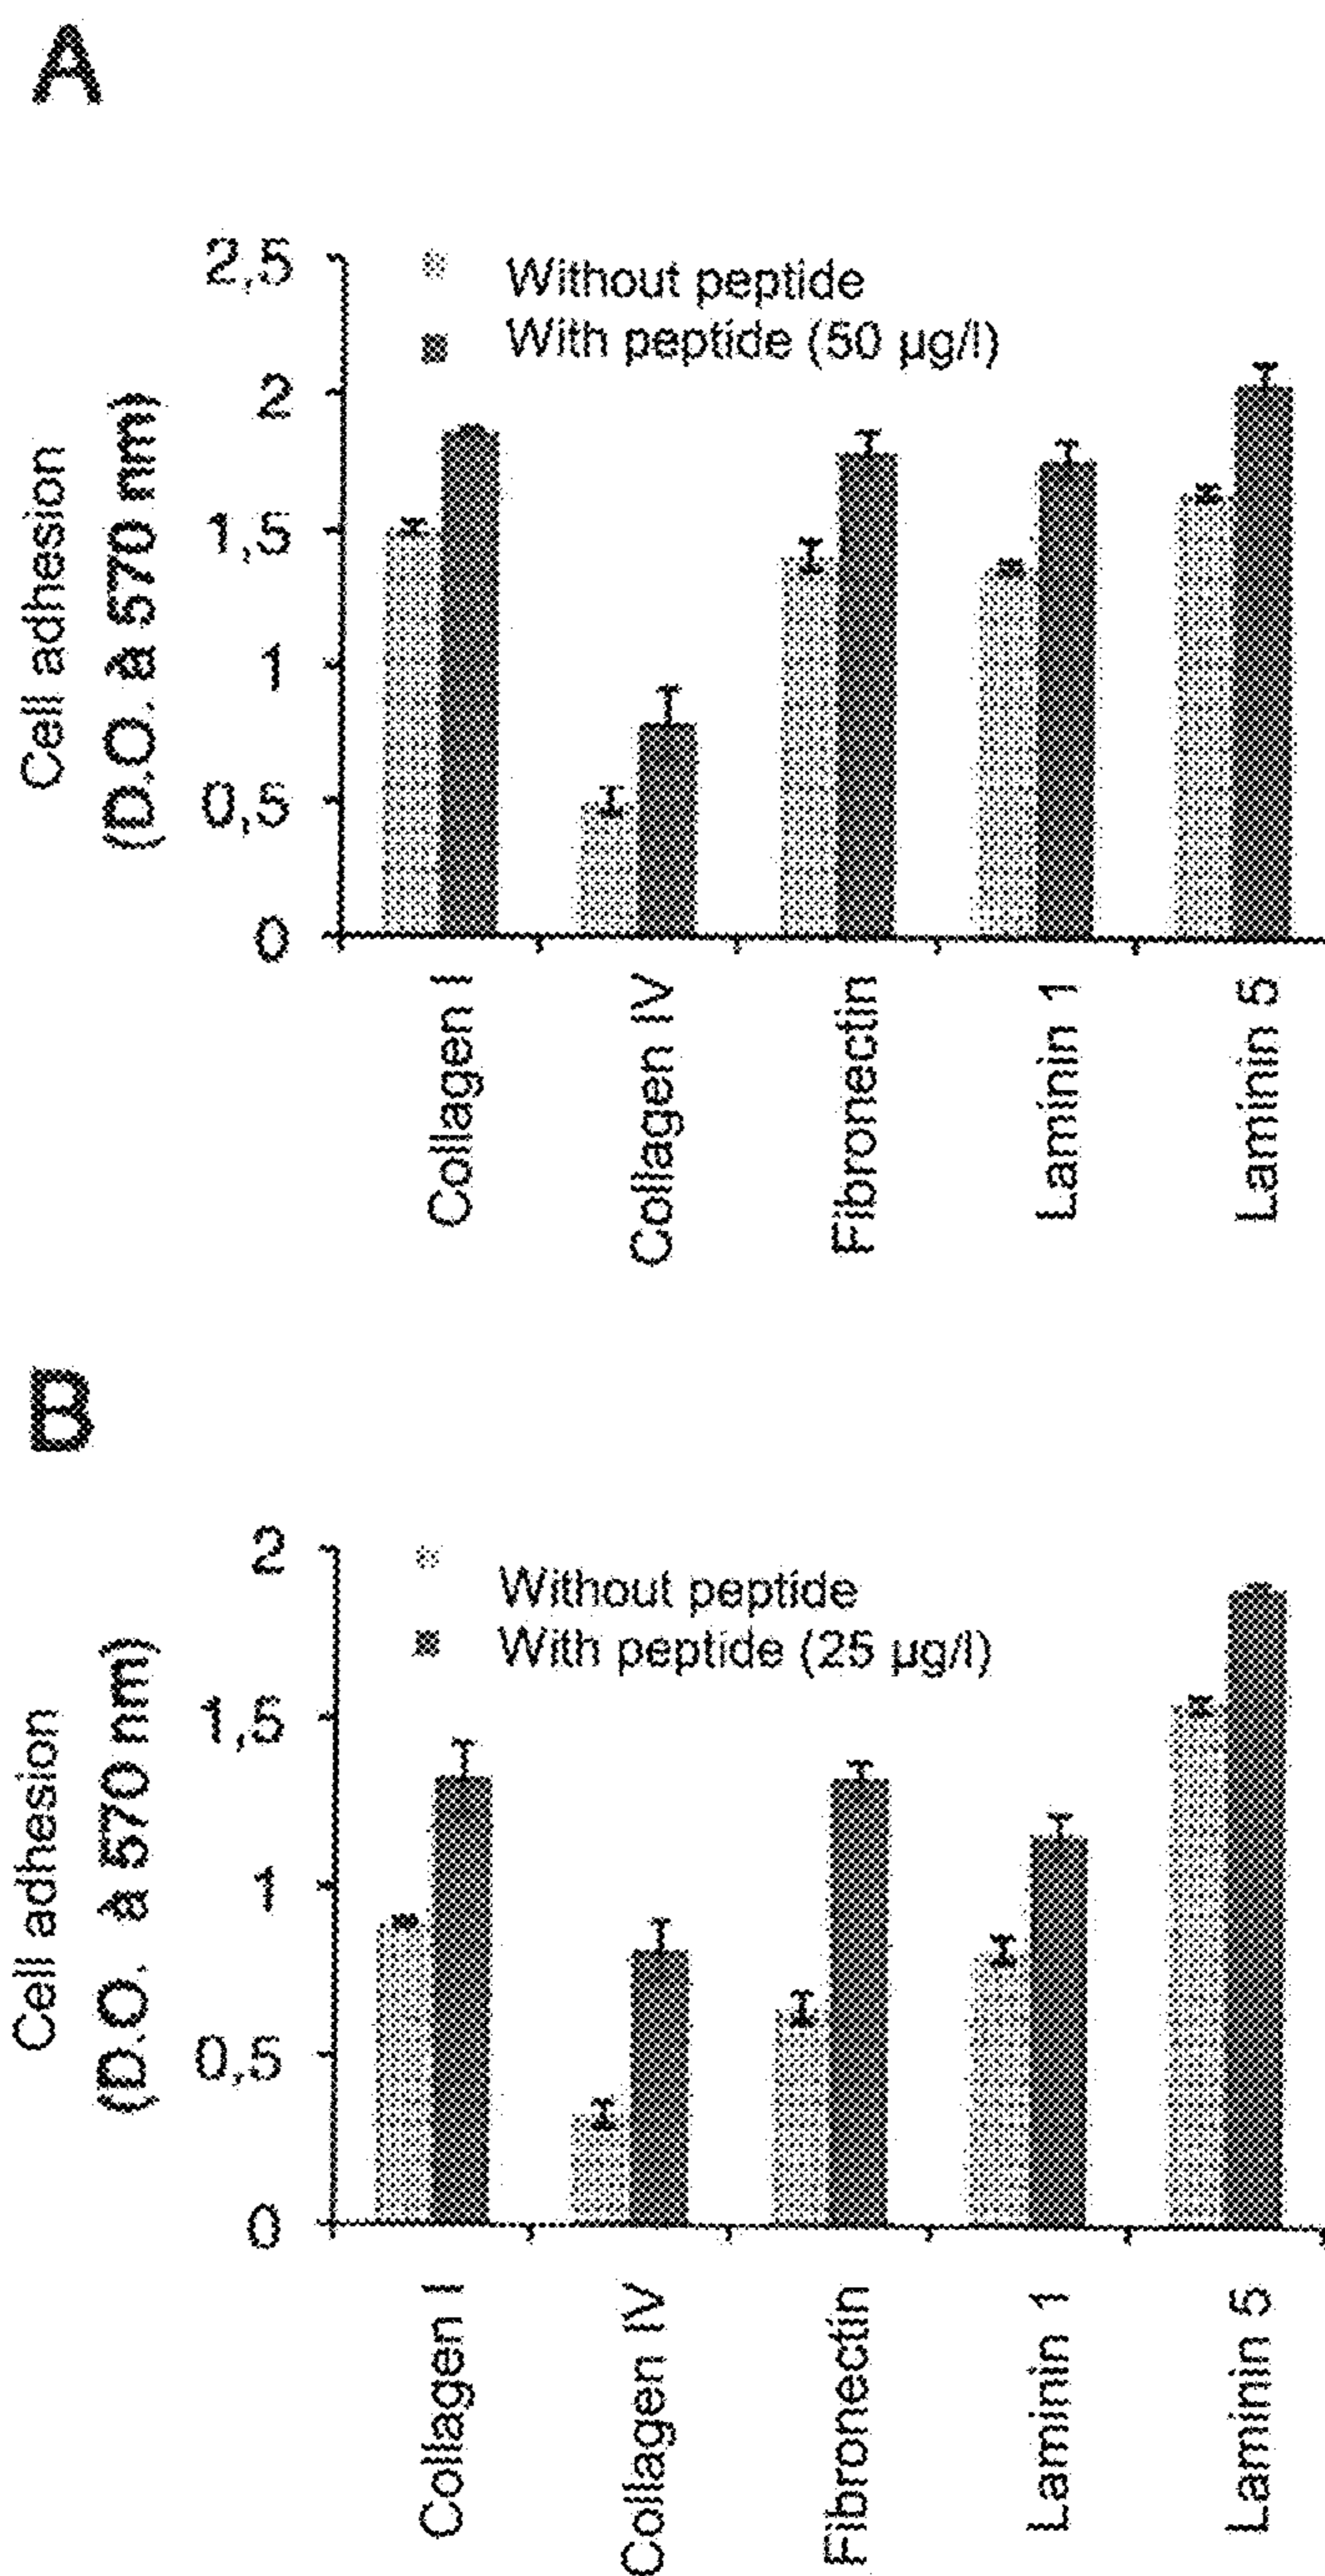 A
2,5
2
1,5
1
0,5
0
Cell adhesion
(D.O. à 570 nm)
Without peptide
With peptide (50 µg/l)
Collagen I
Collagen IV
Fibronectin
Laminin 1
Laminin 5
B
2
1,5
1
0,5
0
Cell adhesion
(D.O. à 570 nm)
Without peptide
With peptide (25 µg/l)
Collagen I
Collagen IV
Fibronectin
Laminin 1
Laminin 5